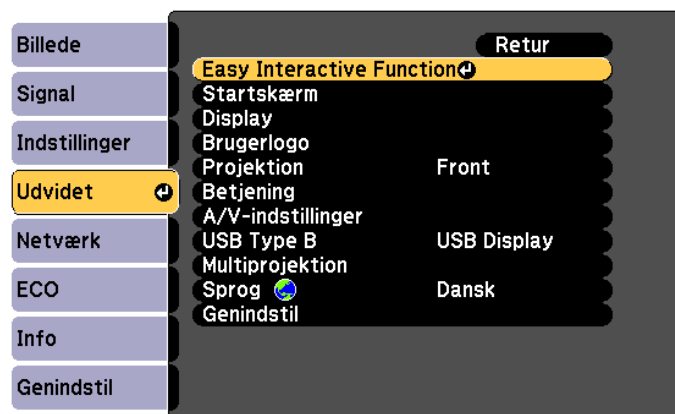 Billede
Signal
Indstillinger
Udvidet
Netværk
ECO
Info
Genindstil
Retur
Easy Interactive Function
Startskærm
Display
Brugerlogo
Projektion Front
Betjening
A/V-indstillinger
USB Type B USB Display
Multiprojektion
Sprog Dansk
Genindstil